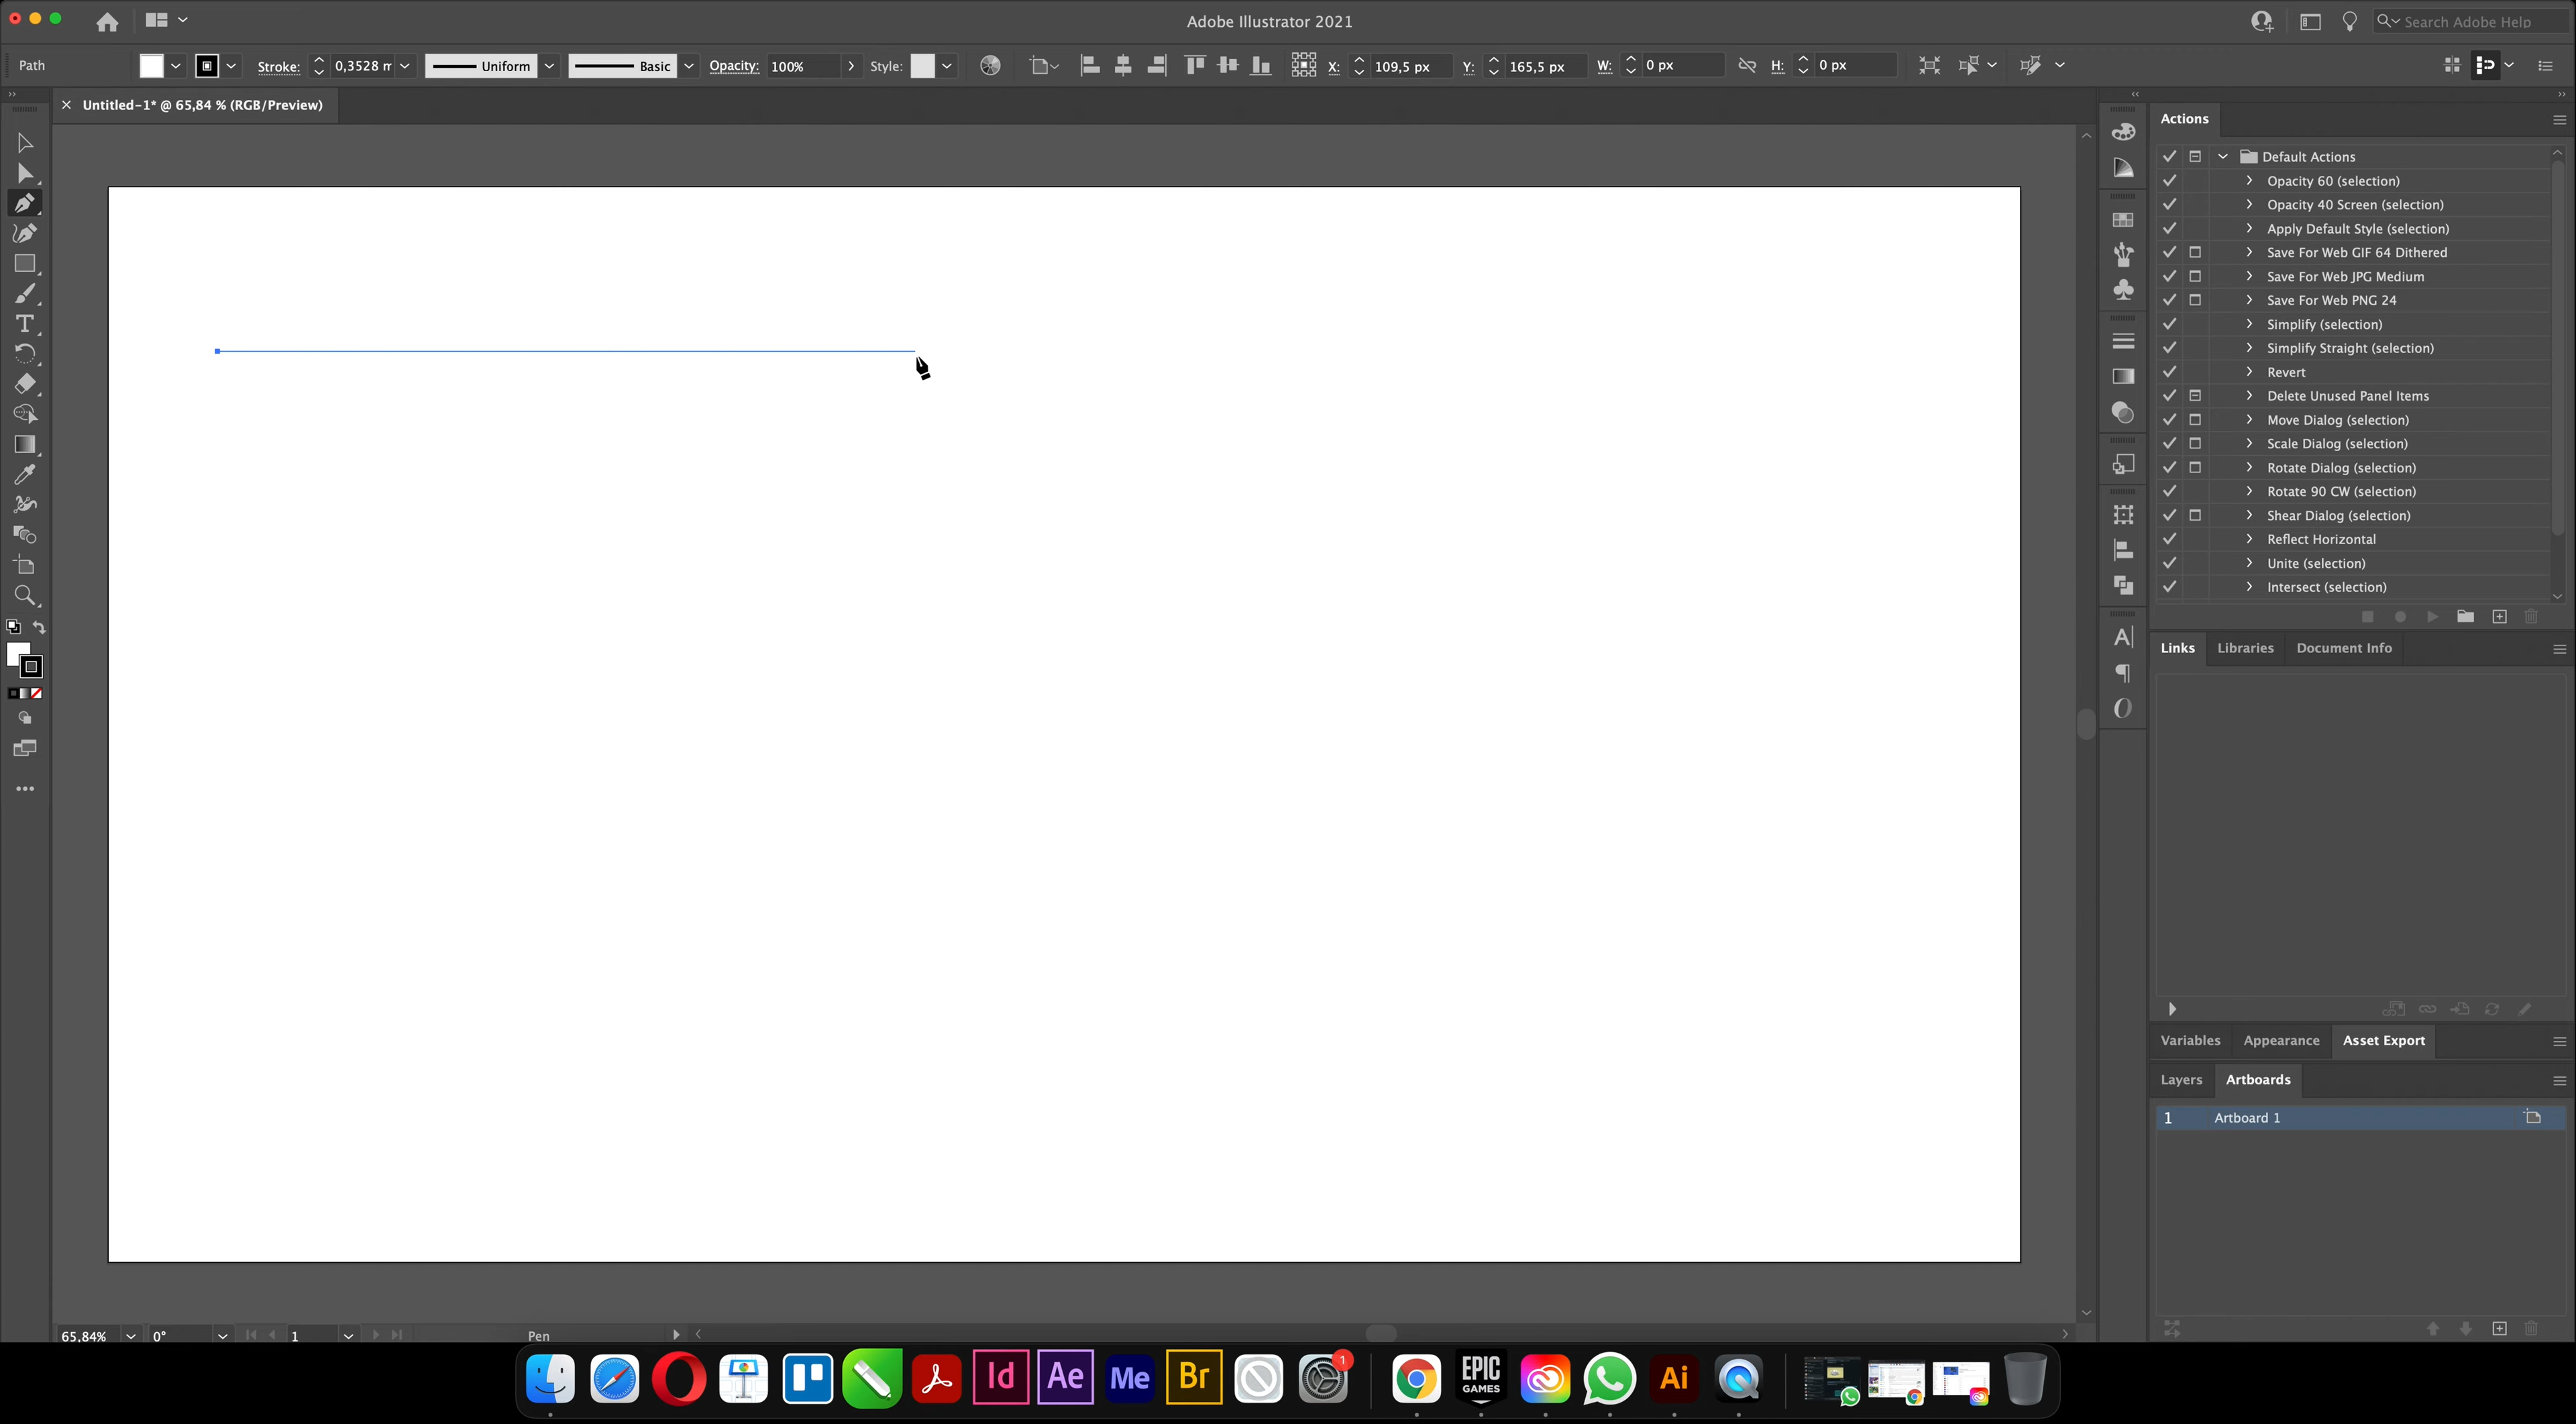 Adobe Illustrator 2021
Search Adobe Help
Path
Stroke: 0,3528 m Uniform Basic Opacity: 100% Style: X: 109,5 px Y: 165,5 px W: 0 px H: 0 px
Untitled-1* @ 65,84 % (RGB/Preview)
Actions
Default Actions
Opacity 60 (selection)
Opacity 40 Screen (selection)
Apply Default Style (selection)
Save For Web GIF 64 Dithered
Save For Web JPG Medium
Save For Web PNG 24
Simplify (selection)
Simplify Straight (selection)
Revert
Delete Unused Panel Items
Move Dialog (selection)
Scale Dialog (selection)
Rotate Dialog (selection)
Rotate 90 CW (selection)
Shear Dialog (selection)
Reflect Horizontal
Unite (selection)
Intersect (selection)
Links Libraries Document Info
Variables Appearance Asset Export
Layers Artboards
1 Artboard 1
65,84% 0° 1 Pen
Id Ae Me Br 1 EPIC GAMES Ai